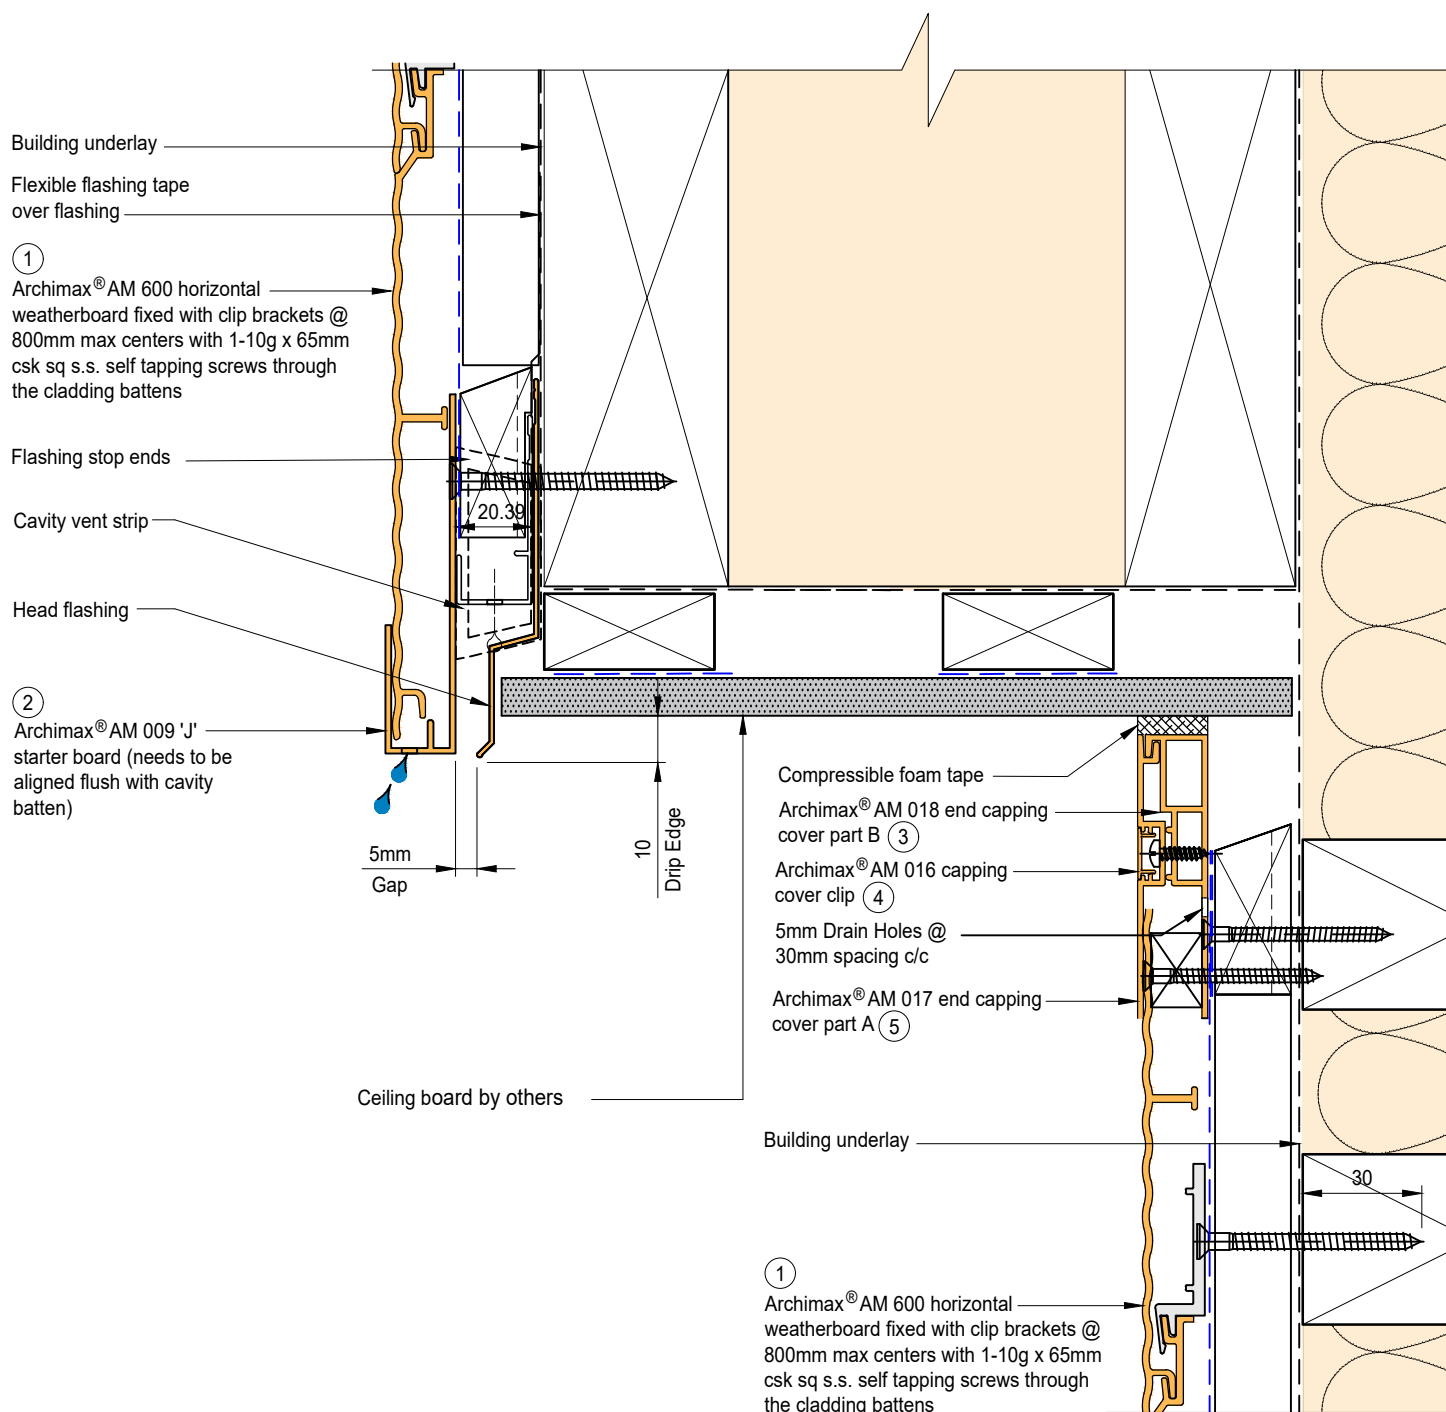 Building underlay
Flexible flashing tape
over flashing
1
Archimax® AM 600 horizontal
weatherboard fixed with clip brackets @
800mm max centers with 1-10g x 65mm
csk sq s.s. self tapping screws through
the cladding battens
Flashing stop ends
20.39
Cavity vent strip
Head flashing
2
Archimax® AM 009 'J'
starter board (needs to be
aligned flush with cavity
batten)
5mm
Gap
10
Drip Edge
Compressible foam tape
Archimax® AM 018 end capping
cover part B 3
Archimax® AM 016 capping
cover clip 4
5mm Drain Holes @
30mm spacing c/c
Archimax® AM 017 end capping
cover part A 5
Ceiling board by others
Building underlay
30
1
Archimax® AM 600 horizontal
weatherboard fixed with clip brackets @
800mm max centers with 1-10g x 65mm
csk sq s.s. self tapping screws through
the cladding battens